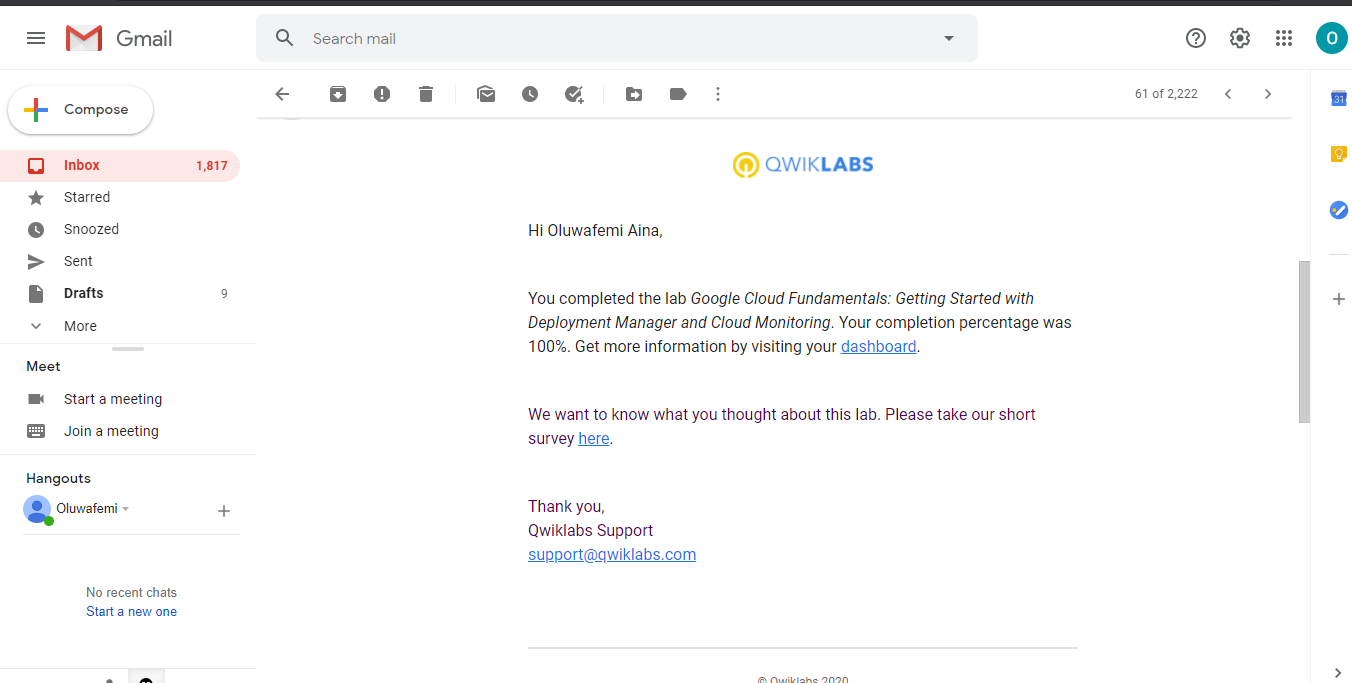 Gmail
Search mail
O
Compose
61 of 2,222
31
Inbox 1,817
Starred
Snoozed
Sent
Drafts 9
More
Meet
Start a meeting
Join a meeting
Hangouts
Oluwafemi
No recent chats
Start a new one
QWIKLABS
Hi Oluwafemi Aina,
You completed the lab Google Cloud Fundamentals: Getting Started with
Deployment Manager and Cloud Monitoring. Your completion percentage was
100%. Get more information by visiting your dashboard.
We want to know what you thought about this lab. Please take our short
survey here.
Thank you,
Qwiklabs Support
support@qwiklabs.com
© Qwiklabs 2020